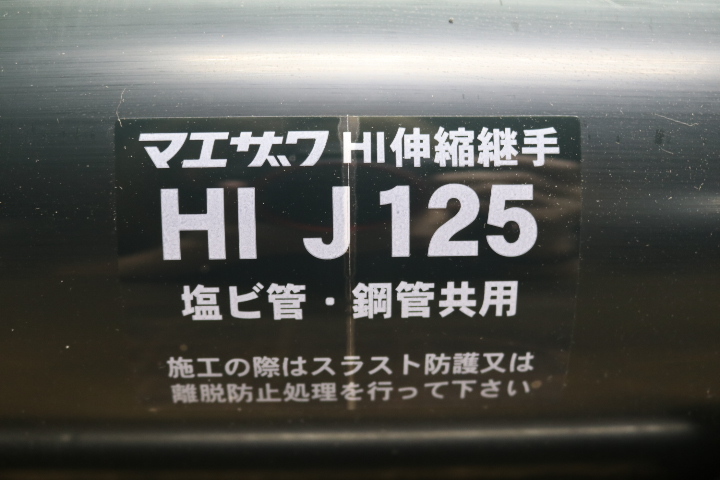 マエザワ HI伸縮継手
HI J 125
塩ビ管・鋼管共用
施工の際はスラスト防護又は
離脱防止処理を行って下さい